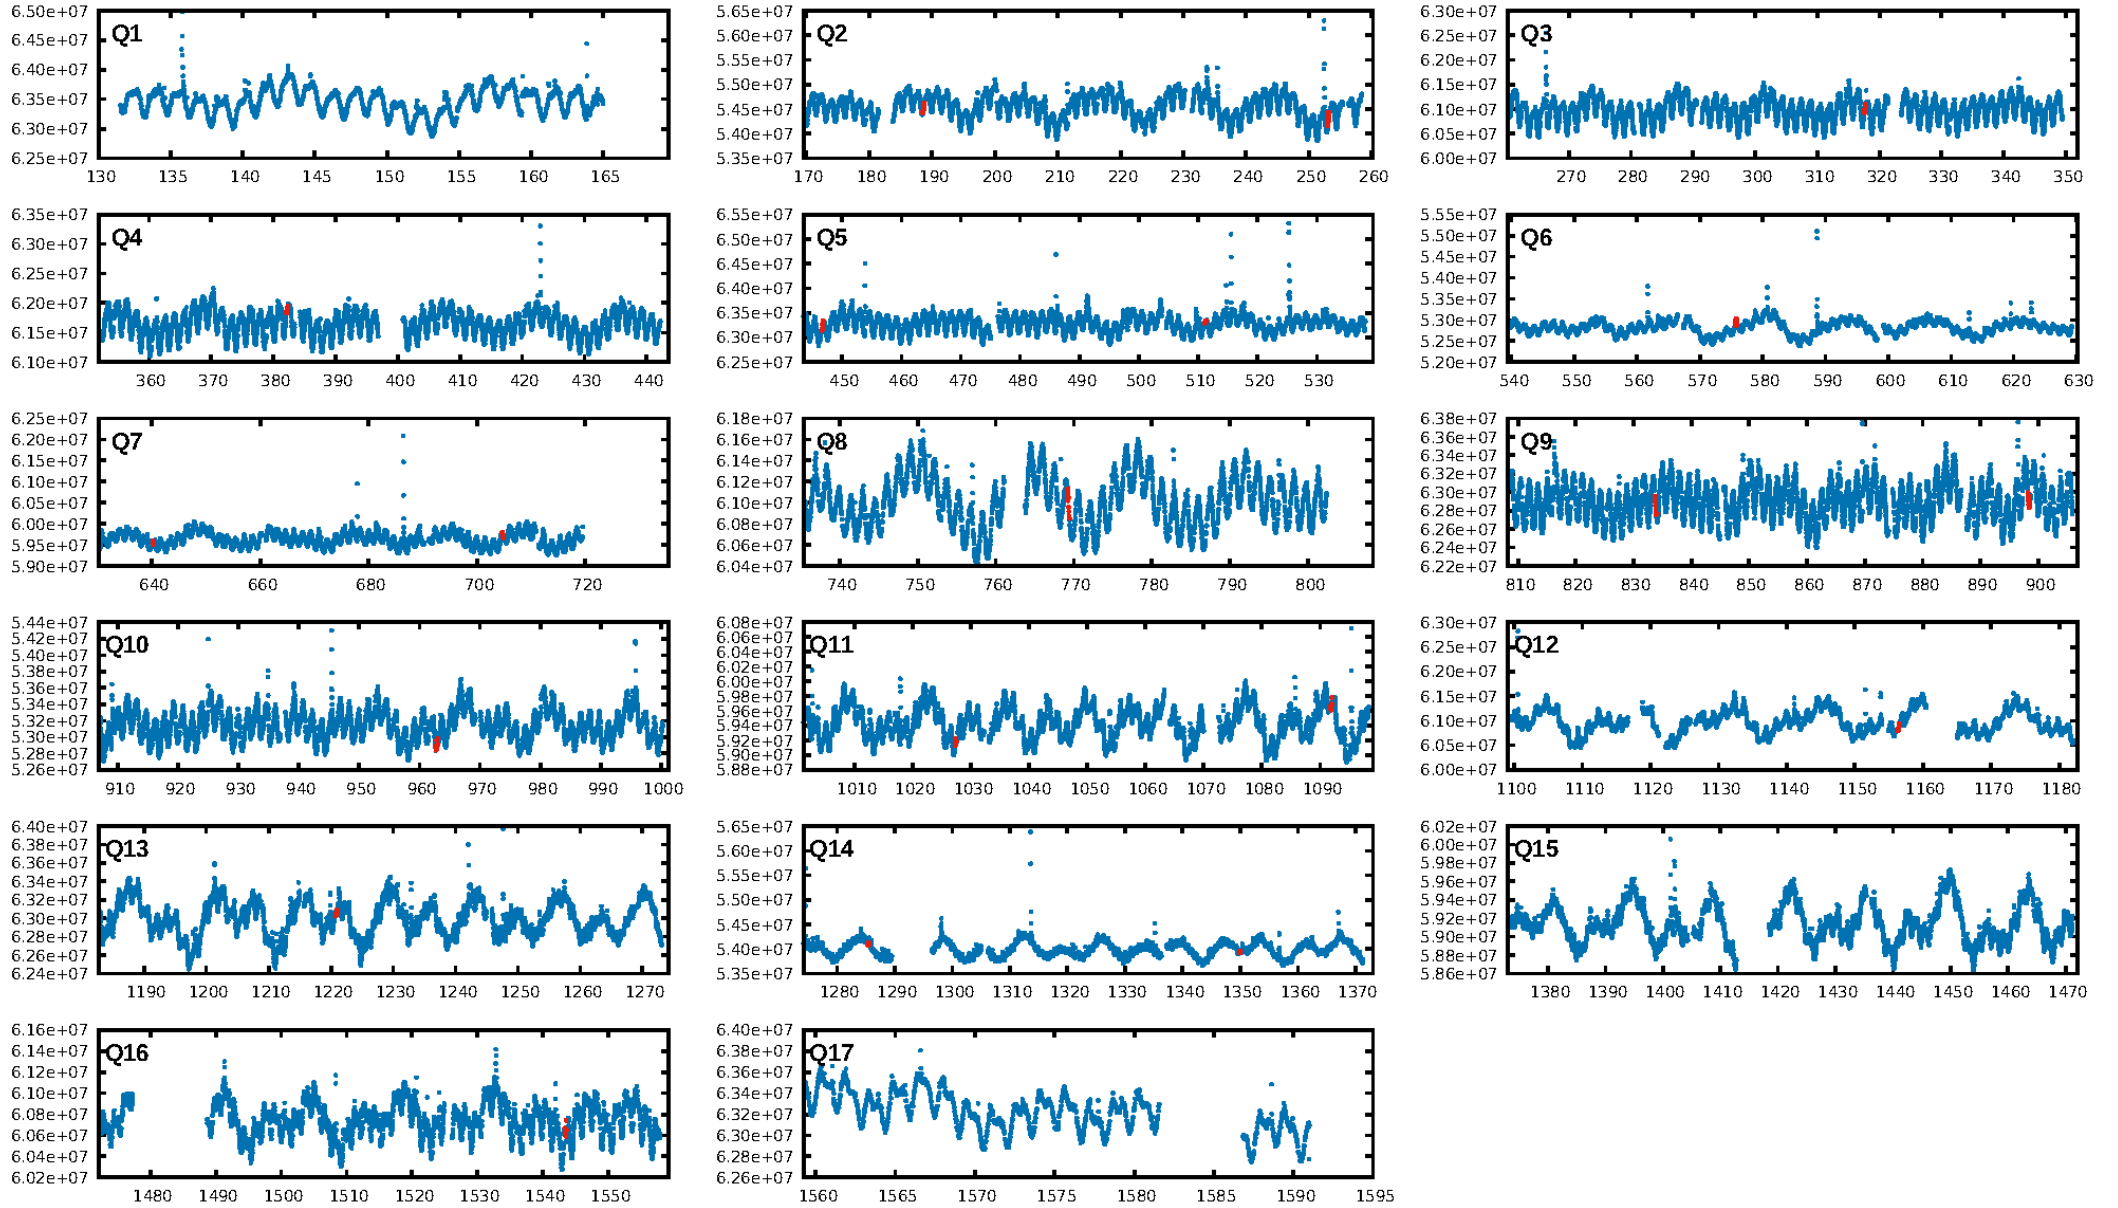 6.50e+07 6.45e+07 6.40e+07 6.35e+07 6.30e+07 6.25e+07
Q1
130 135 140 145 150 155 160 165
5.65e+07 5.60e+07 5.55e+07 5.50e+07 5.45e+07 5.40e+07 5.35e+07
Q2
170 180 190 200 210 220 230 240 250 260
6.30e+07 6.25e+07 6.20e+07 6.15e+07 6.10e+07 6.05e+07 6.00e+07
Q3
270 280 290 300 310 320 330 340 350
6.35e+07 6.30e+07 6.25e+07 6.20e+07 6.15e+07 6.10e+07
Q4
360 370 380 390 400 410 420 430 440
6.55e+07 6.50e+07 6.45e+07 6.40e+07 6.35e+07 6.30e+07 6.25e+07
Q5
450 460 470 480 490 500 510 520 530
5.55e+07 5.50e+07 5.45e+07 5.40e+07 5.35e+07 5.30e+07 5.25e+07 5.20e+07
Q6
540 550 560 570 580 590 600 610 620 630
6.25e+07 6.20e+07 6.15e+07 6.10e+07 6.05e+07 6.00e+07 5.95e+07 5.90e+07
Q7
640 660 680 700 720
6.18e+07 6.16e+07 6.14e+07 6.12e+07 6.10e+07 6.08e+07 6.06e+07 6.04e+07
Q8
740 750 760 770 780 790 800
6.38e+07 6.36e+07 6.34e+07 6.32e+07 6.30e+07 6.28e+07 6.26e+07 6.24e+07 6.22e+07
Q9
810 820 830 840 850 860 870 880 890 900
5.44e+07 5.42e+07 5.40e+07 5.38e+07 5.36e+07 5.34e+07 5.32e+07 5.30e+07 5.28e+07 5.26e+07
Q10
910 920 930 940 950 960 970 980 990 1000
6.08e+07 6.06e+07 6.04e+07 6.02e+07 6.00e+07 5.98e+07 5.96e+07 5.94e+07 5.92e+07 5.90e+07 5.88e+07
Q11
1010 1020 1030 1040 1050 1060 1070 1080 1090
6.30e+07 6.25e+07 6.20e+07 6.15e+07 6.10e+07 6.05e+07 6.00e+07
Q12
1100 1110 1120 1130 1140 1150 1160 1170 1180
6.40e+07 6.38e+07 6.36e+07 6.34e+07 6.32e+07 6.30e+07 6.28e+07 6.26e+07 6.24e+07
Q13
1190 1200 1210 1220 1230 1240 1250 1260 1270
5.65e+07 5.60e+07 5.55e+07 5.50e+07 5.45e+07 5.40e+07 5.35e+07
Q14
1280 1290 1300 1310 1320 1330 1340 1350 1360 1370
6.02e+07 6.00e+07 5.98e+07 5.96e+07 5.94e+07 5.92e+07 5.90e+07 5.88e+07 5.86e+07
Q15
1380 1390 1400 1410 1420 1430 1440 1450 1460 1470
6.16e+07 6.14e+07 6.12e+07 6.10e+07 6.08e+07 6.06e+07 6.04e+07 6.02e+07
Q16
1480 1490 1500 1510 1520 1530 1540 1550
6.40e+07 6.38e+07 6.36e+07 6.34e+07 6.32e+07 6.30e+07 6.28e+07 6.26e+07
Q17
1560 1565 1570 1575 1580 1585 1590 1595